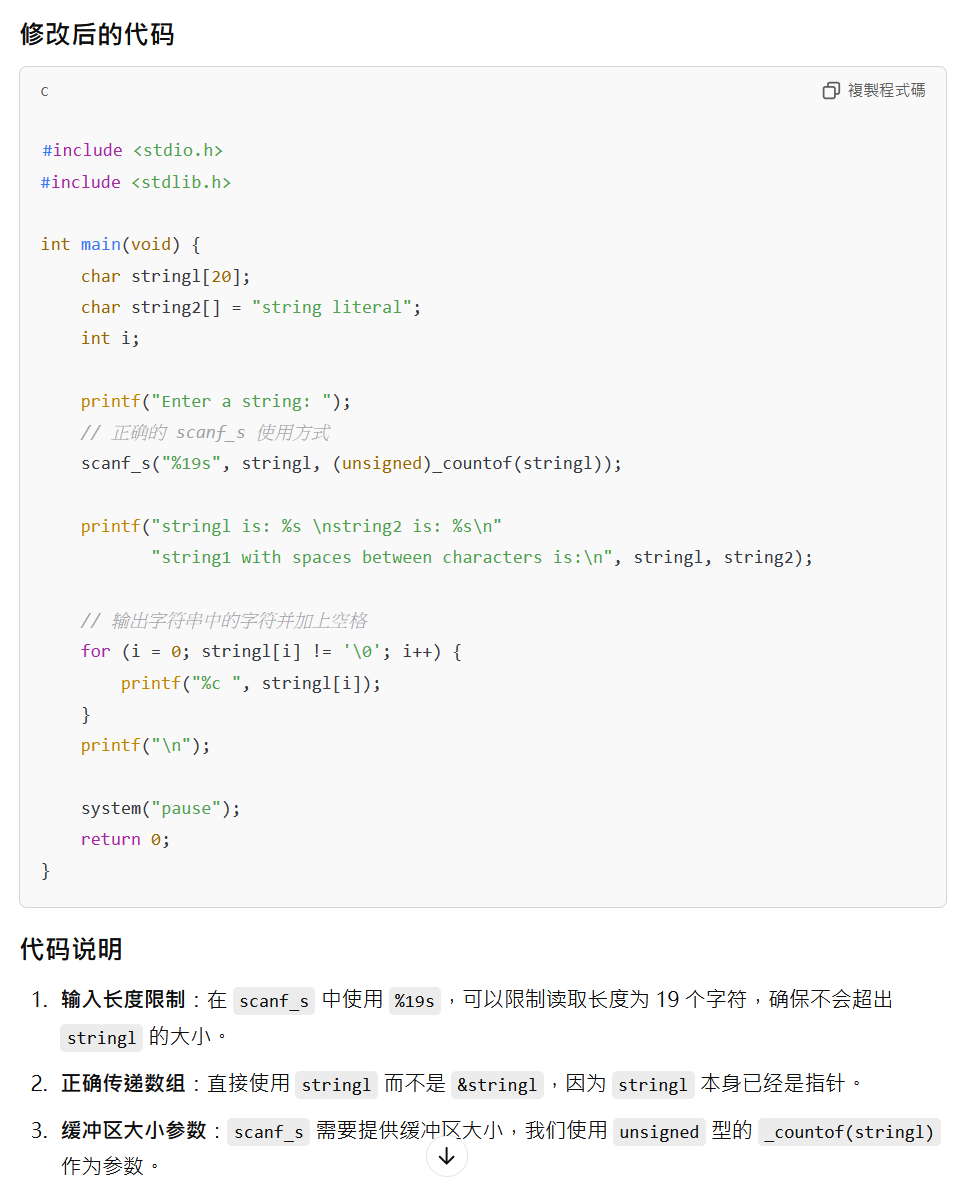 修改后的代码
c
複製程式碼
#include <stdio.h>
#include <stdlib.h>
int main(void) {
    char stringl[20];
    char string2[] = "string literal";
    int i;
    printf("Enter a string: ");
    // 正确的 scanf_s 使用方式
    scanf_s("%19s", stringl, (unsigned)_countof(stringl));
    printf("stringl is: %s \nstring2 is: %s\n"
           "string1 with spaces between characters is:\n", stringl, string2);
    // 输出字符串中的字符并加上空格
    for (i = 0; stringl[i] != '\0'; i++) {
        printf("%c ", stringl[i]);
    }
    printf("\n");
    system("pause");
    return 0;
}
代码说明
1. 输入长度限制：在 scanf_s 中使用 %19s，可以限制读取长度为 19 个字符，确保不会超出
stringl 的大小。
2. 正确传递数组：直接使用 stringl 而不是 &stringl，因为 stringl 本身已经是指针。
3. 缓冲区大小参数：scanf_s 需要提供缓冲区大小，我们使用 unsigned 型的 _countof(stringl)
作为参数。